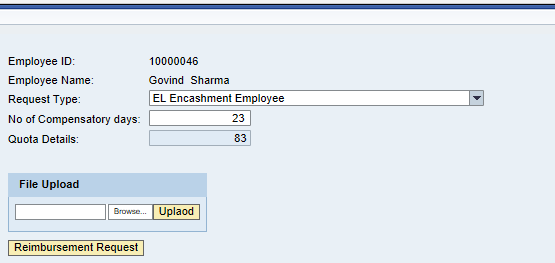 Employee ID: 10000046
Employee Name: Govind Sharma
Request Type: EL Encashment Employee
No of Compensatory days: 23
Quota Details: 83
File Upload
Browse... Uplaod
Reimbursement Request